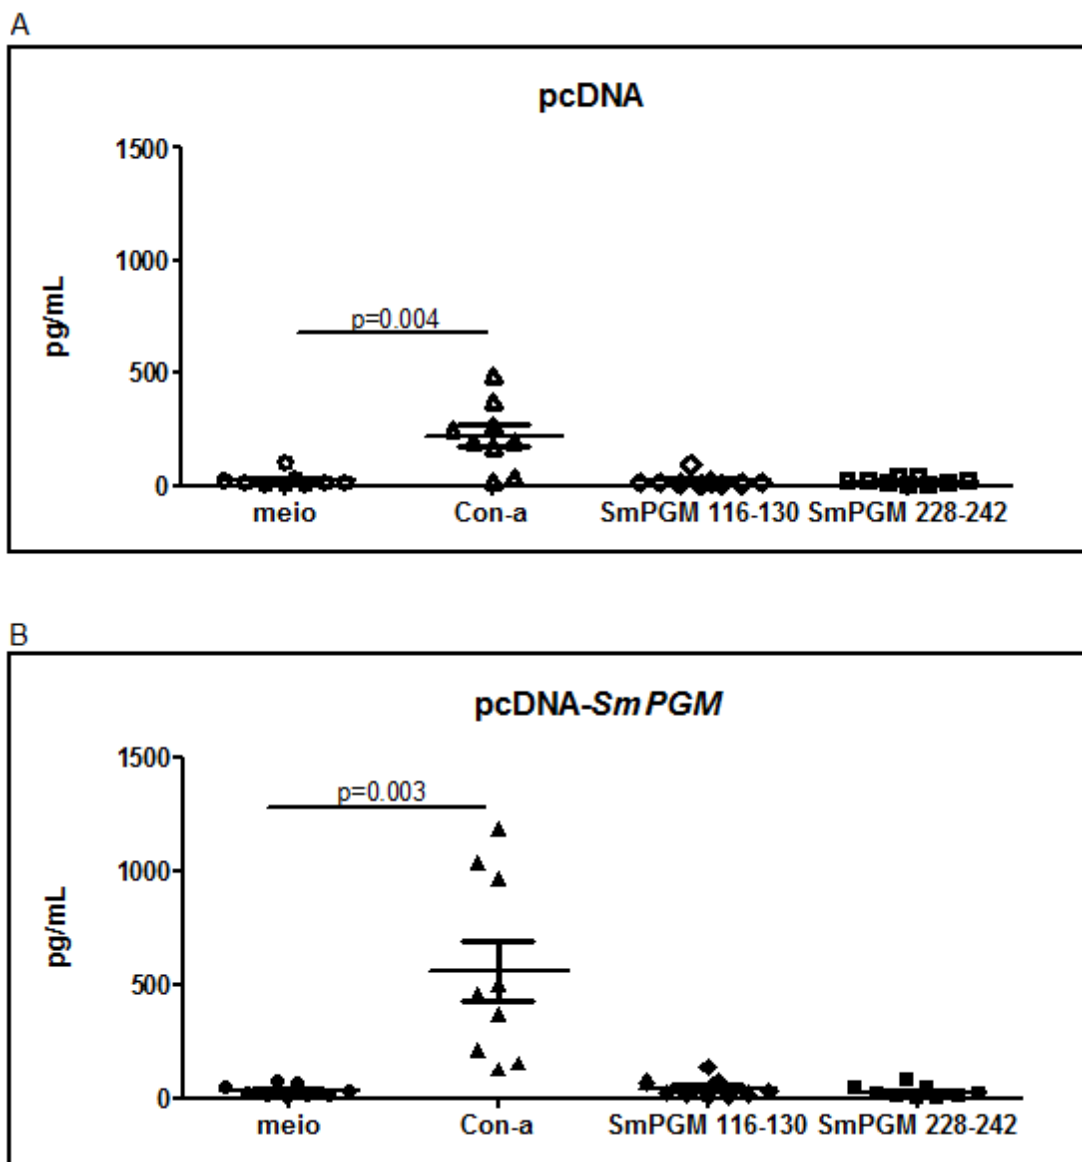 A
pcDNA
1500
1000
500
0
pg/mL
p=0.004
meio Con-a SmPGM 116-130 SmPGM 228-242
B
pcDNA-SmPGM
1500
1000
500
0
pg/mL
p=0.003
meio Con-a SmPGM 116-130 SmPGM 228-242